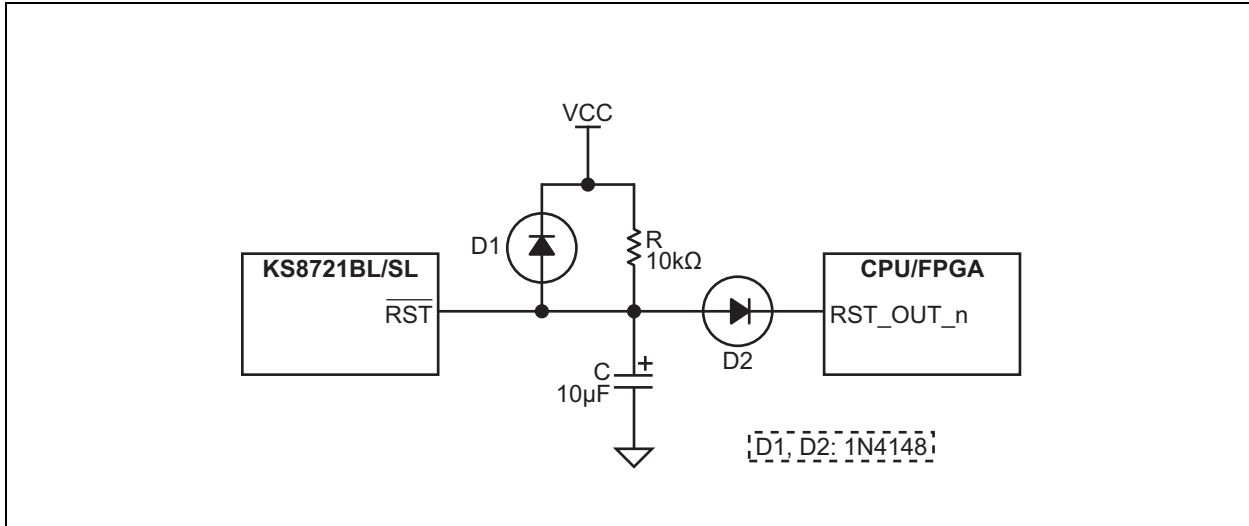 VCC
D1
R
10kΩ
KS8721BL/SL
CPU/FPGA
RST
RST_OUT_n
D2
C +
10µF
D1, D2: 1N4148